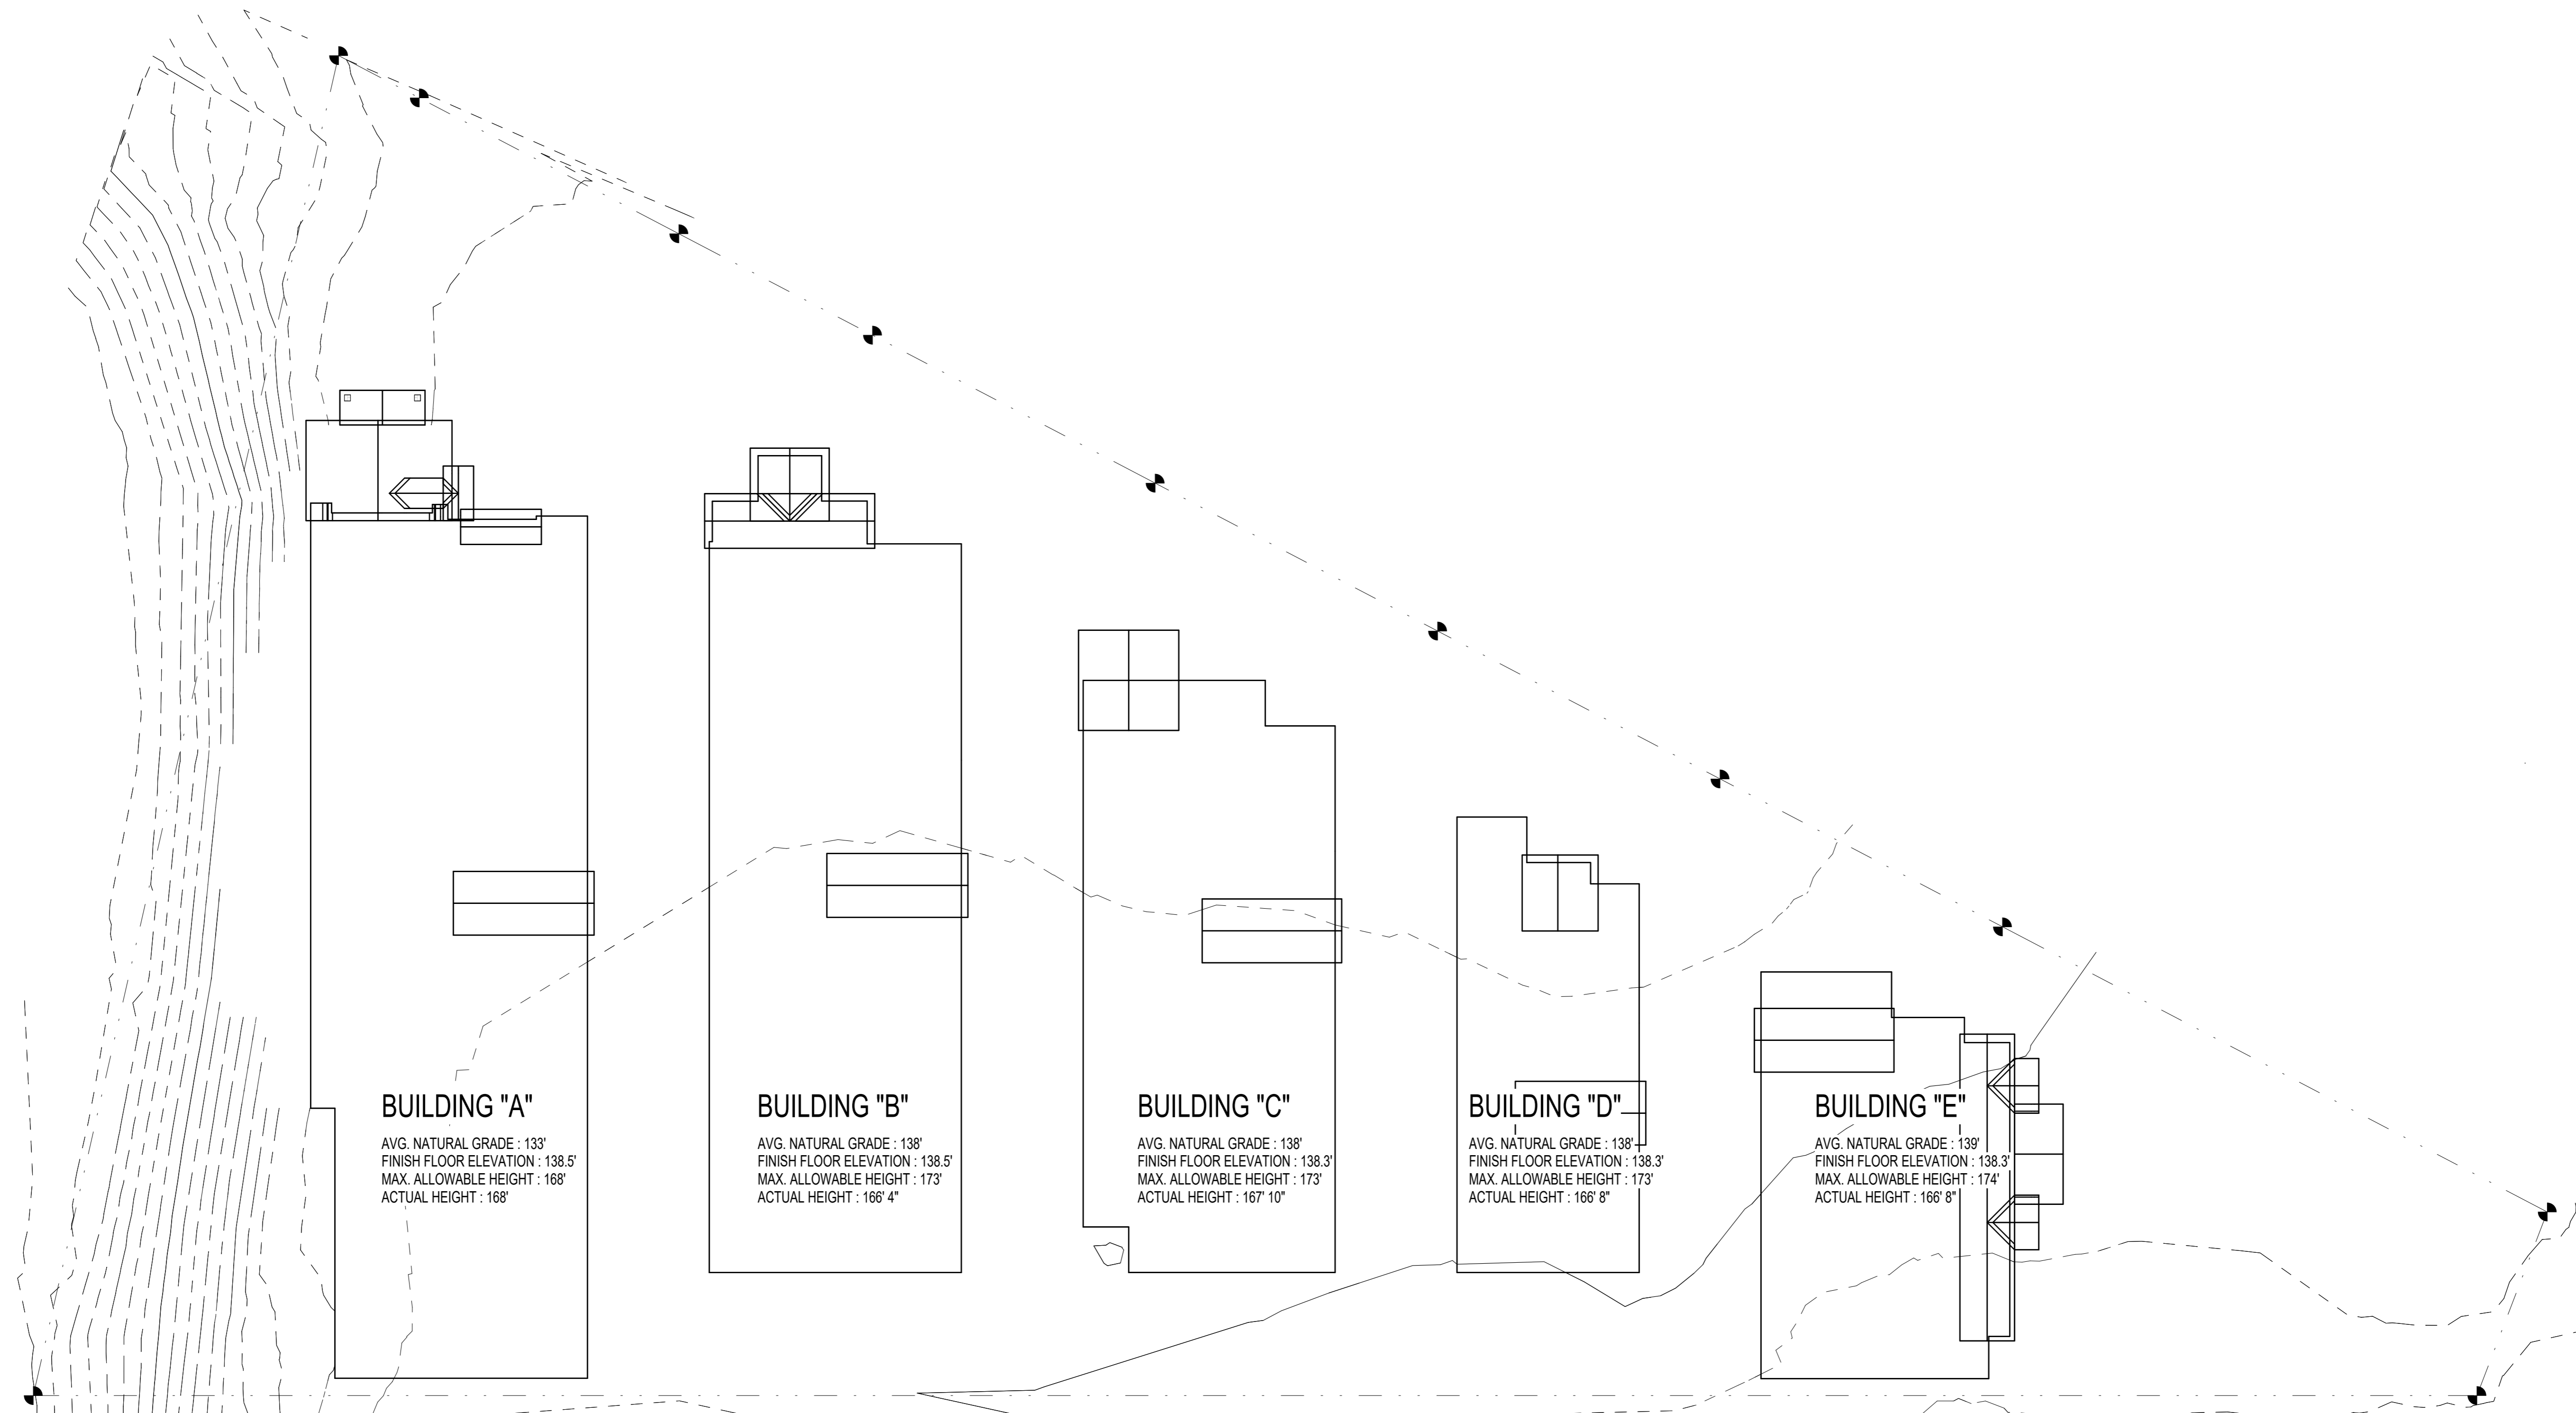 BUILDING "A"
AVG. NATURAL GRADE : 133'
FINISH FLOOR ELEVATION : 138.5'
MAX. ALLOWABLE HEIGHT : 168'
ACTUAL HEIGHT : 168'
BUILDING "B"
AVG. NATURAL GRADE : 138'
FINISH FLOOR ELEVATION : 138.5'
MAX. ALLOWABLE HEIGHT : 173'
ACTUAL HEIGHT : 166' 4"
BUILDING "C"
AVG. NATURAL GRADE : 138'
FINISH FLOOR ELEVATION : 138.3'
MAX. ALLOWABLE HEIGHT : 173'
ACTUAL HEIGHT : 167' 10"
BUILDING "D"
AVG. NATURAL GRADE : 138'
FINISH FLOOR ELEVATION : 138.3'
MAX. ALLOWABLE HEIGHT : 173'
ACTUAL HEIGHT : 166' 8"
BUILDING "E"
AVG. NATURAL GRADE : 139'
FINISH FLOOR ELEVATION : 138.3'
MAX. ALLOWABLE HEIGHT : 174'
ACTUAL HEIGHT : 166' 8"